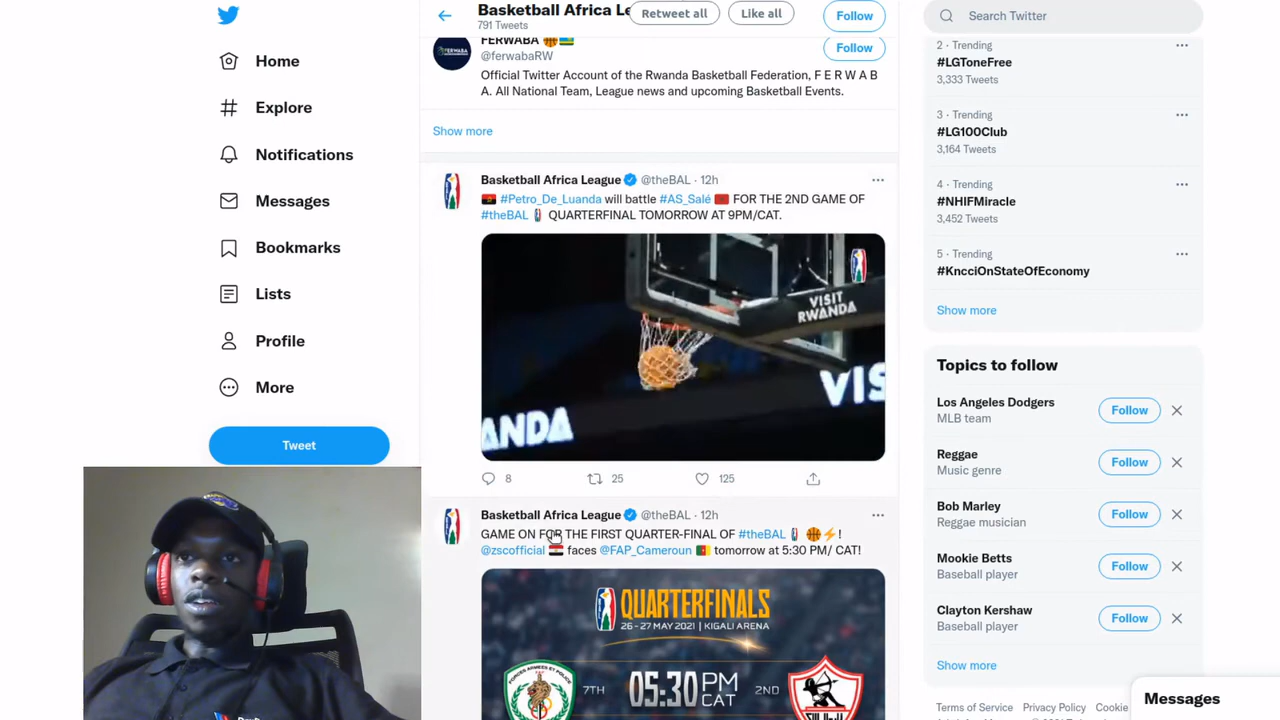 Home
Explore
Notifications
Messages
Bookmarks
Lists
Profile
More
Tweet
Basketball Africa Le
791 Tweets
Retweet all
Like all
Follow
FERWABA
@ferwabaRW
Follow
Official Twitter Account of the Rwanda Basketball Federation, F E R W A B
A. All National Team, League news and upcoming Basketball Events.
Show more
Basketball Africa League @theBAL · 12h
#Petro_De_Luanda will battle #AS_Salé FOR THE 2ND GAME OF
#theBAL QUARTERFINAL TOMORROW AT 9PM/CAT.
VISIT
RWANDA
VIS
ANDA
8 25 125
Basketball Africa League @theBAL · 12h
GAME ON FOR THE FIRST QUARTER-FINAL OF #theBAL !
@zscofficial faces @FAP_Cameroun tomorrow at 5:30 PM/ CAT!
QUARTERFINALS
26 - 27 MAY 2021 | KIGALI ARENA
FORCES ARMEES ET POLICE
7TH 05:30 PM CAT 2ND
Search Twitter
2 · Trending
#LGToneFree
3,333 Tweets
3 · Trending
#LG100Club
3,164 Tweets
4 · Trending
#NHIFMiracle
3,452 Tweets
5 · Trending
#KncciOnStateOfEconomy
Show more
Topics to follow
Los Angeles Dodgers
MLB team
Follow
Reggae
Music genre
Follow
Bob Marley
Reggae musician
Follow
Mookie Betts
Baseball player
Follow
Clayton Kershaw
Baseball player
Follow
Show more
Terms of Service Privacy Policy Cookie
Messages